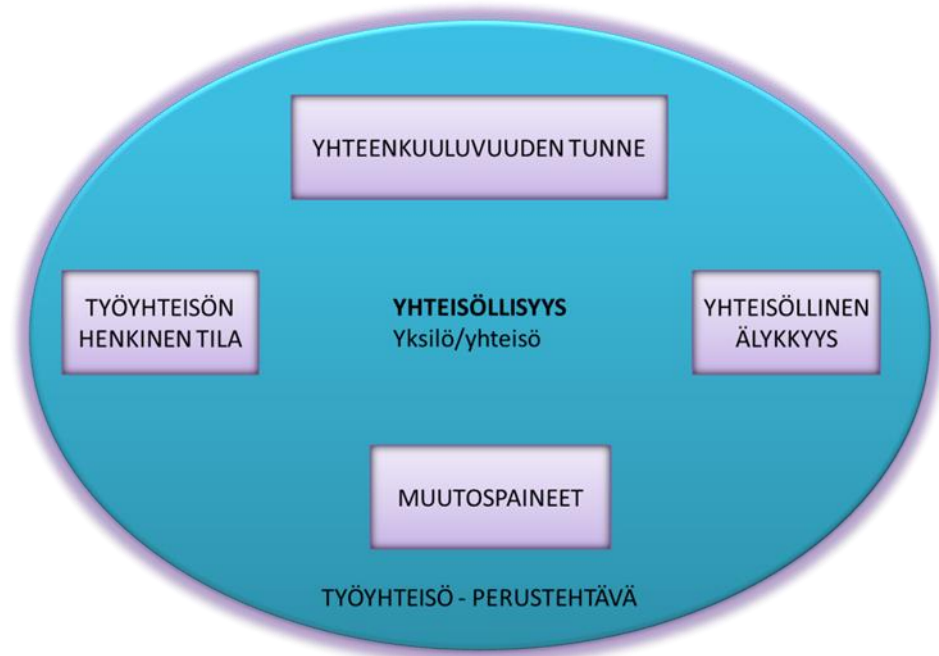 YHTEENKUULUVUUDEN TUNNE
TYÖYHTEISÖN
HENKINEN TILA
YHTEISÖLLISYYS
Yksilö/yhteisö
YHTEISÖLLINEN
ÄLYKKYYS
MUUTOSPAINEET
TYÖYHTEISÖ - PERUSTEHTÄVÄ